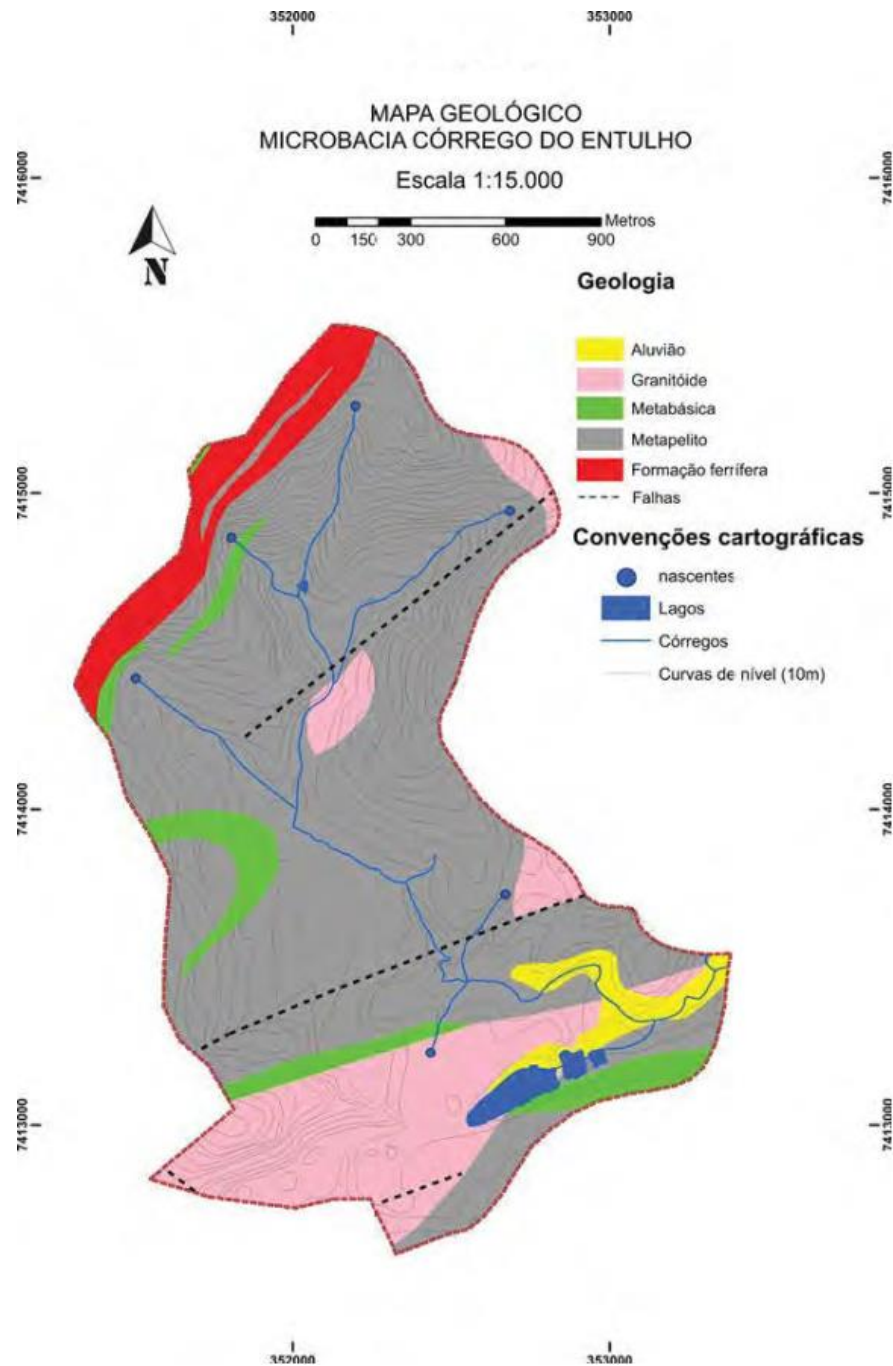 352000 353000
MAPA GEOLÓGICO
MICROBACIA CÓRREGO DO ENTULHO
Escala 1:15.000
7416000 7416000
Metros
0 150 300 600 900
N
Geologia
Aluvião
Granitóide
Metabásica
Metapelito
Formação ferrífera
Falhas
7415000 7415000
Convenções cartográficas
nascentes
Lagos
Córregos
Curvas de nível (10m)
7414000 7414000
7413000 7413000
352000 353000